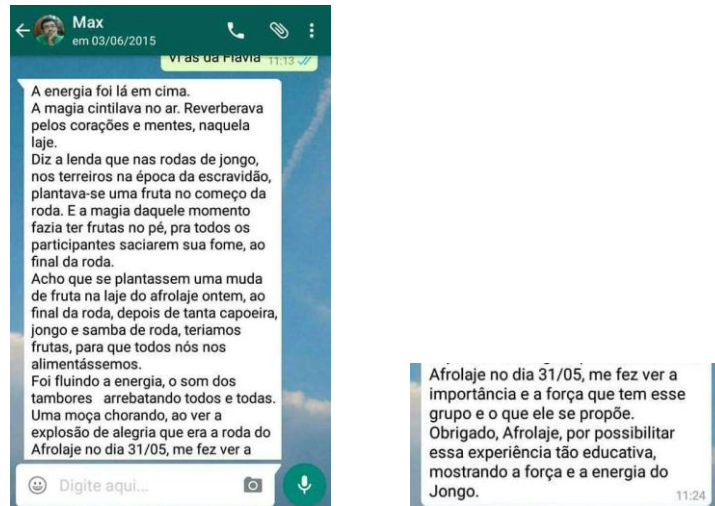 Max
em 03/06/2015
Vi as da Flavia 11:13
A energia foi lá em cima.
A magia cintilava no ar. Reverberava
pelos corações e mentes, naquela
laje.
Diz a lenda que nas rodas de jongo,
nos terreiros na época da escravidão,
plantava-se uma fruta no começo da
roda. E a magia daquele momento
fazia ter frutas no pé, pra todos os
participantes saciarem sua fome, ao
final da roda.
Acho que se plantassem uma muda
de fruta na laje do afrolaje ontem, ao
final da roda, depois de tanta capoeira,
jongo e samba de roda, teriamos
frutas, para que todos nós nos
alimentássemos.
Foi fluindo a energia, o som dos
tambores arrebatando todos e todas.
Uma moça chorando, ao ver a
explosão de alegria que era a roda do
Afrolaje no dia 31/05, me fez ver a
Digite aqui...
Afrolaje no dia 31/05, me fez ver a
importância e a força que tem esse
grupo e o que ele se propõe.
Obrigado, Afrolaje, por possibilitar
essa experiência tão educativa,
mostrando a força e a energia do
Jongo.
11:24